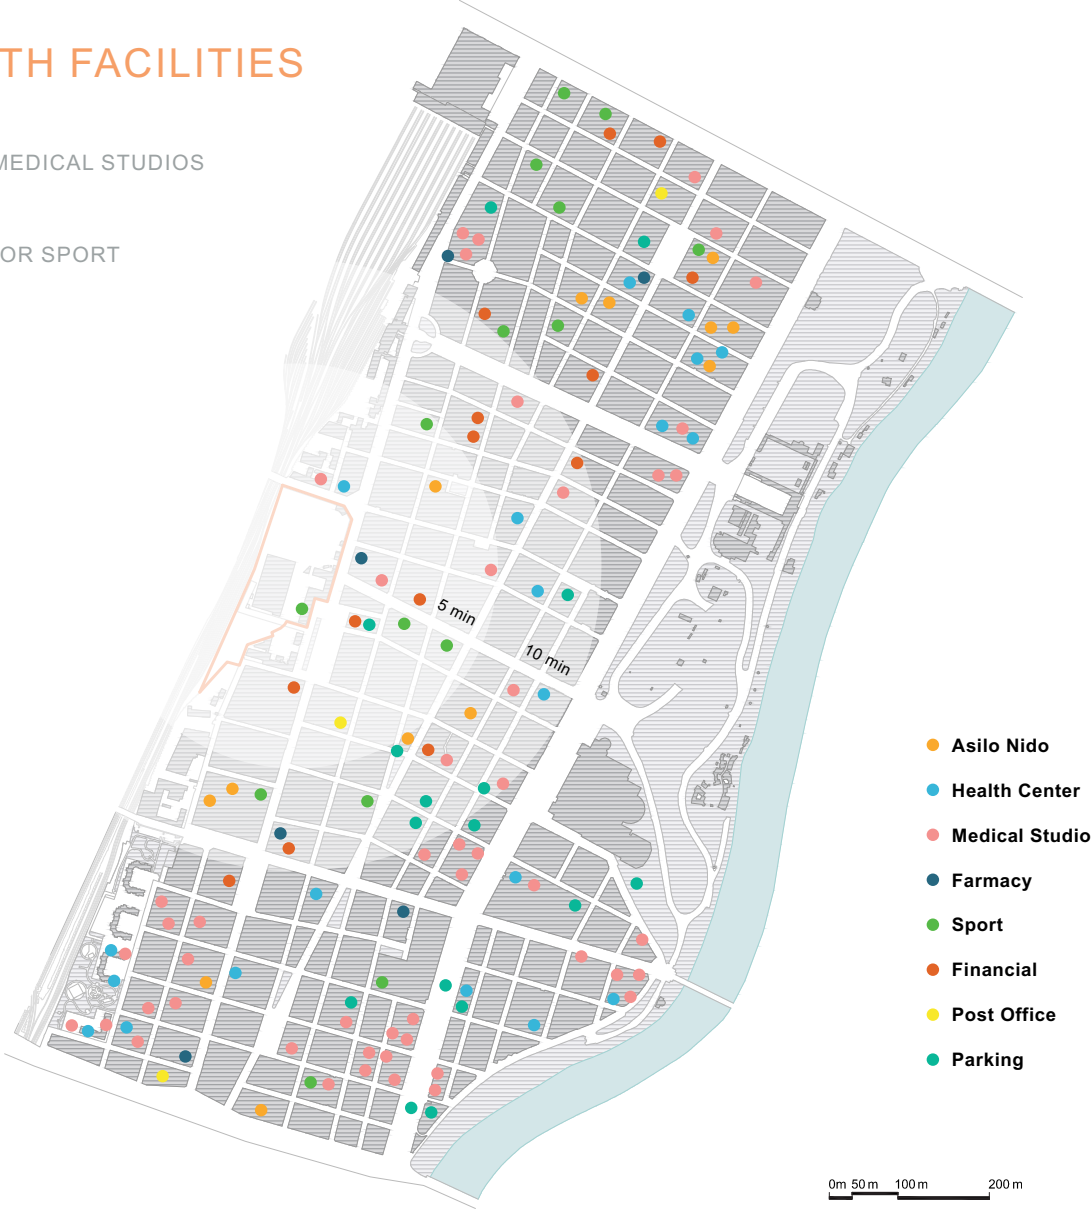 TH FACILITIES
MEDICAL STUDIOS
OR SPORT
5 min
10 min
Asilo Nido
Health Center
Medical Studio
Farmacy
Sport
Financial
Post Office
Parking
0m 50 m 100 m 200 m